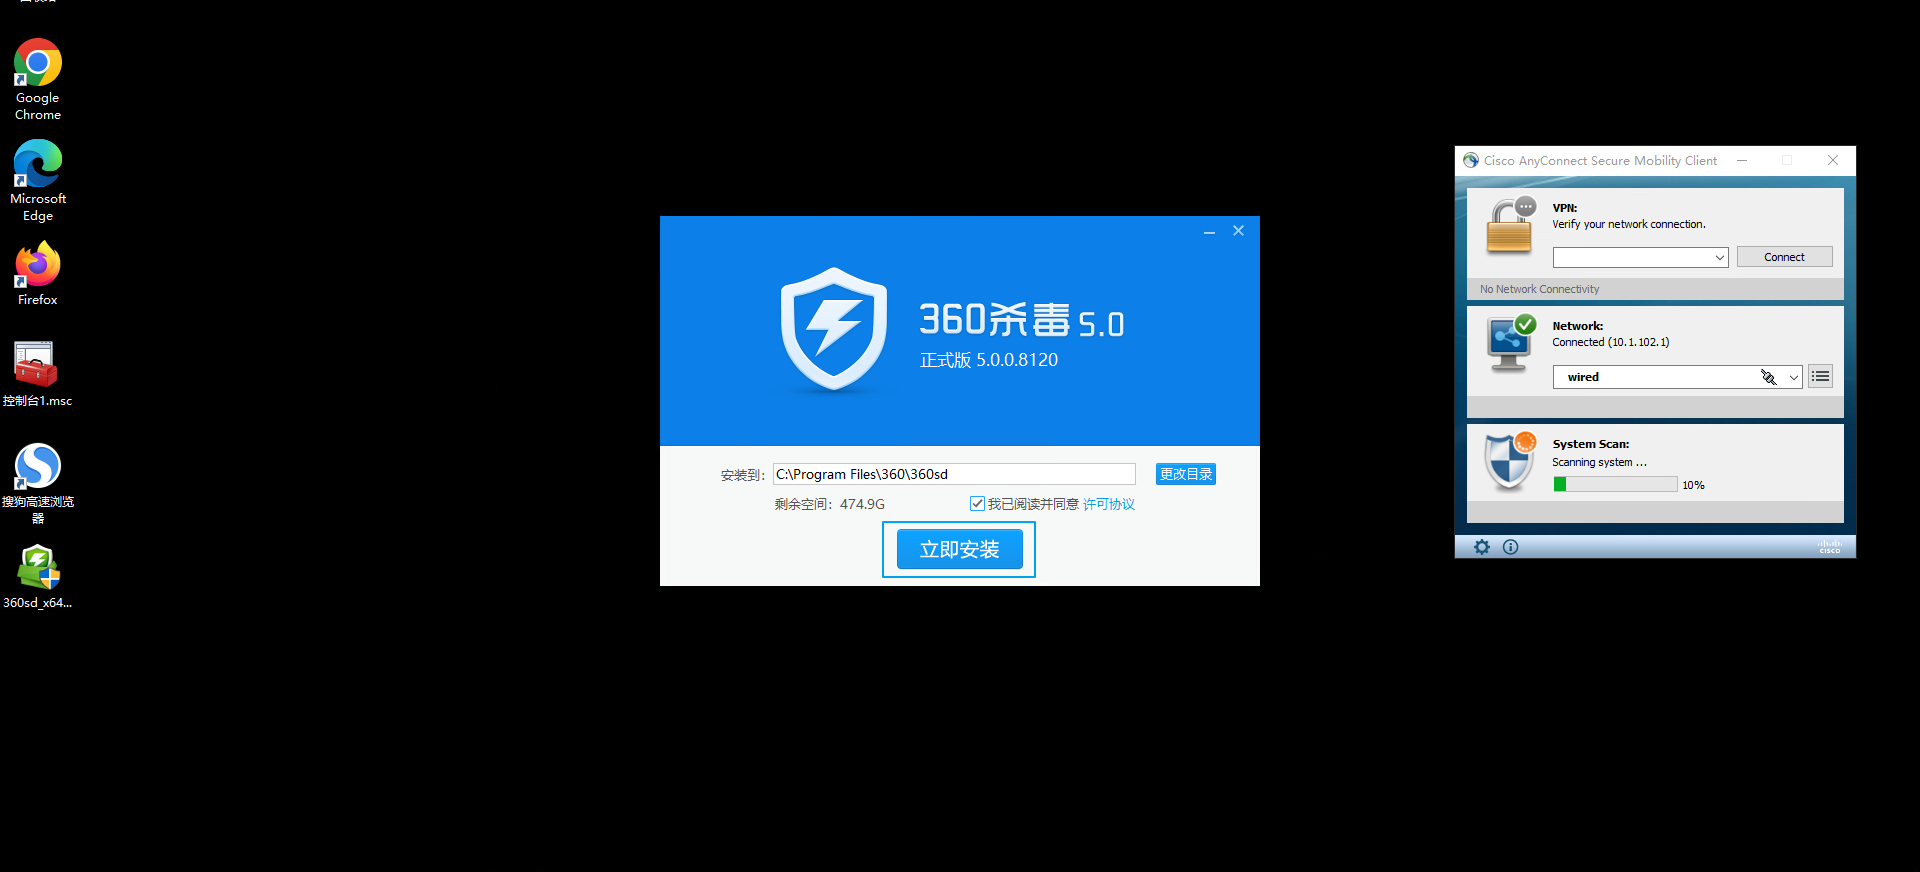 Google
Chrome
Microsoft
Edge
Firefox
控制台1.msc
搜狗高速浏览
器
360sd_x64...
360杀毒 5.0
正式版 5.0.0.8120
安装到: C:\Program Files\360\360sd 更改目录
剩余空间: 474.9G 我已阅读并同意 许可协议
立即安装
Cisco AnyConnect Secure Mobility Client
VPN:
Verify your network connection.
Connect
No Network Connectivity
Network:
Connected (10.1.102.1)
wired
System Scan:
Scanning system ...
10%
cisco